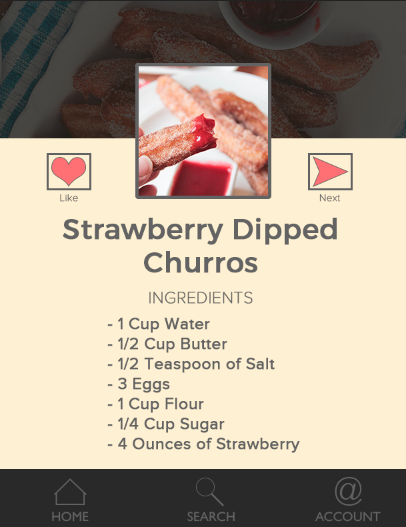 Like
Next
Strawberry Dipped
Churros
INGREDIENTS
- 1 Cup Water
- 1/2 Cup Butter
- 1/2 Teaspoon of Salt
- 3 Eggs
- 1 Cup Flour
- 1/4 Cup Sugar
- 4 Ounces of Strawberry
@
HOME
SEARCH
ACCOUNT